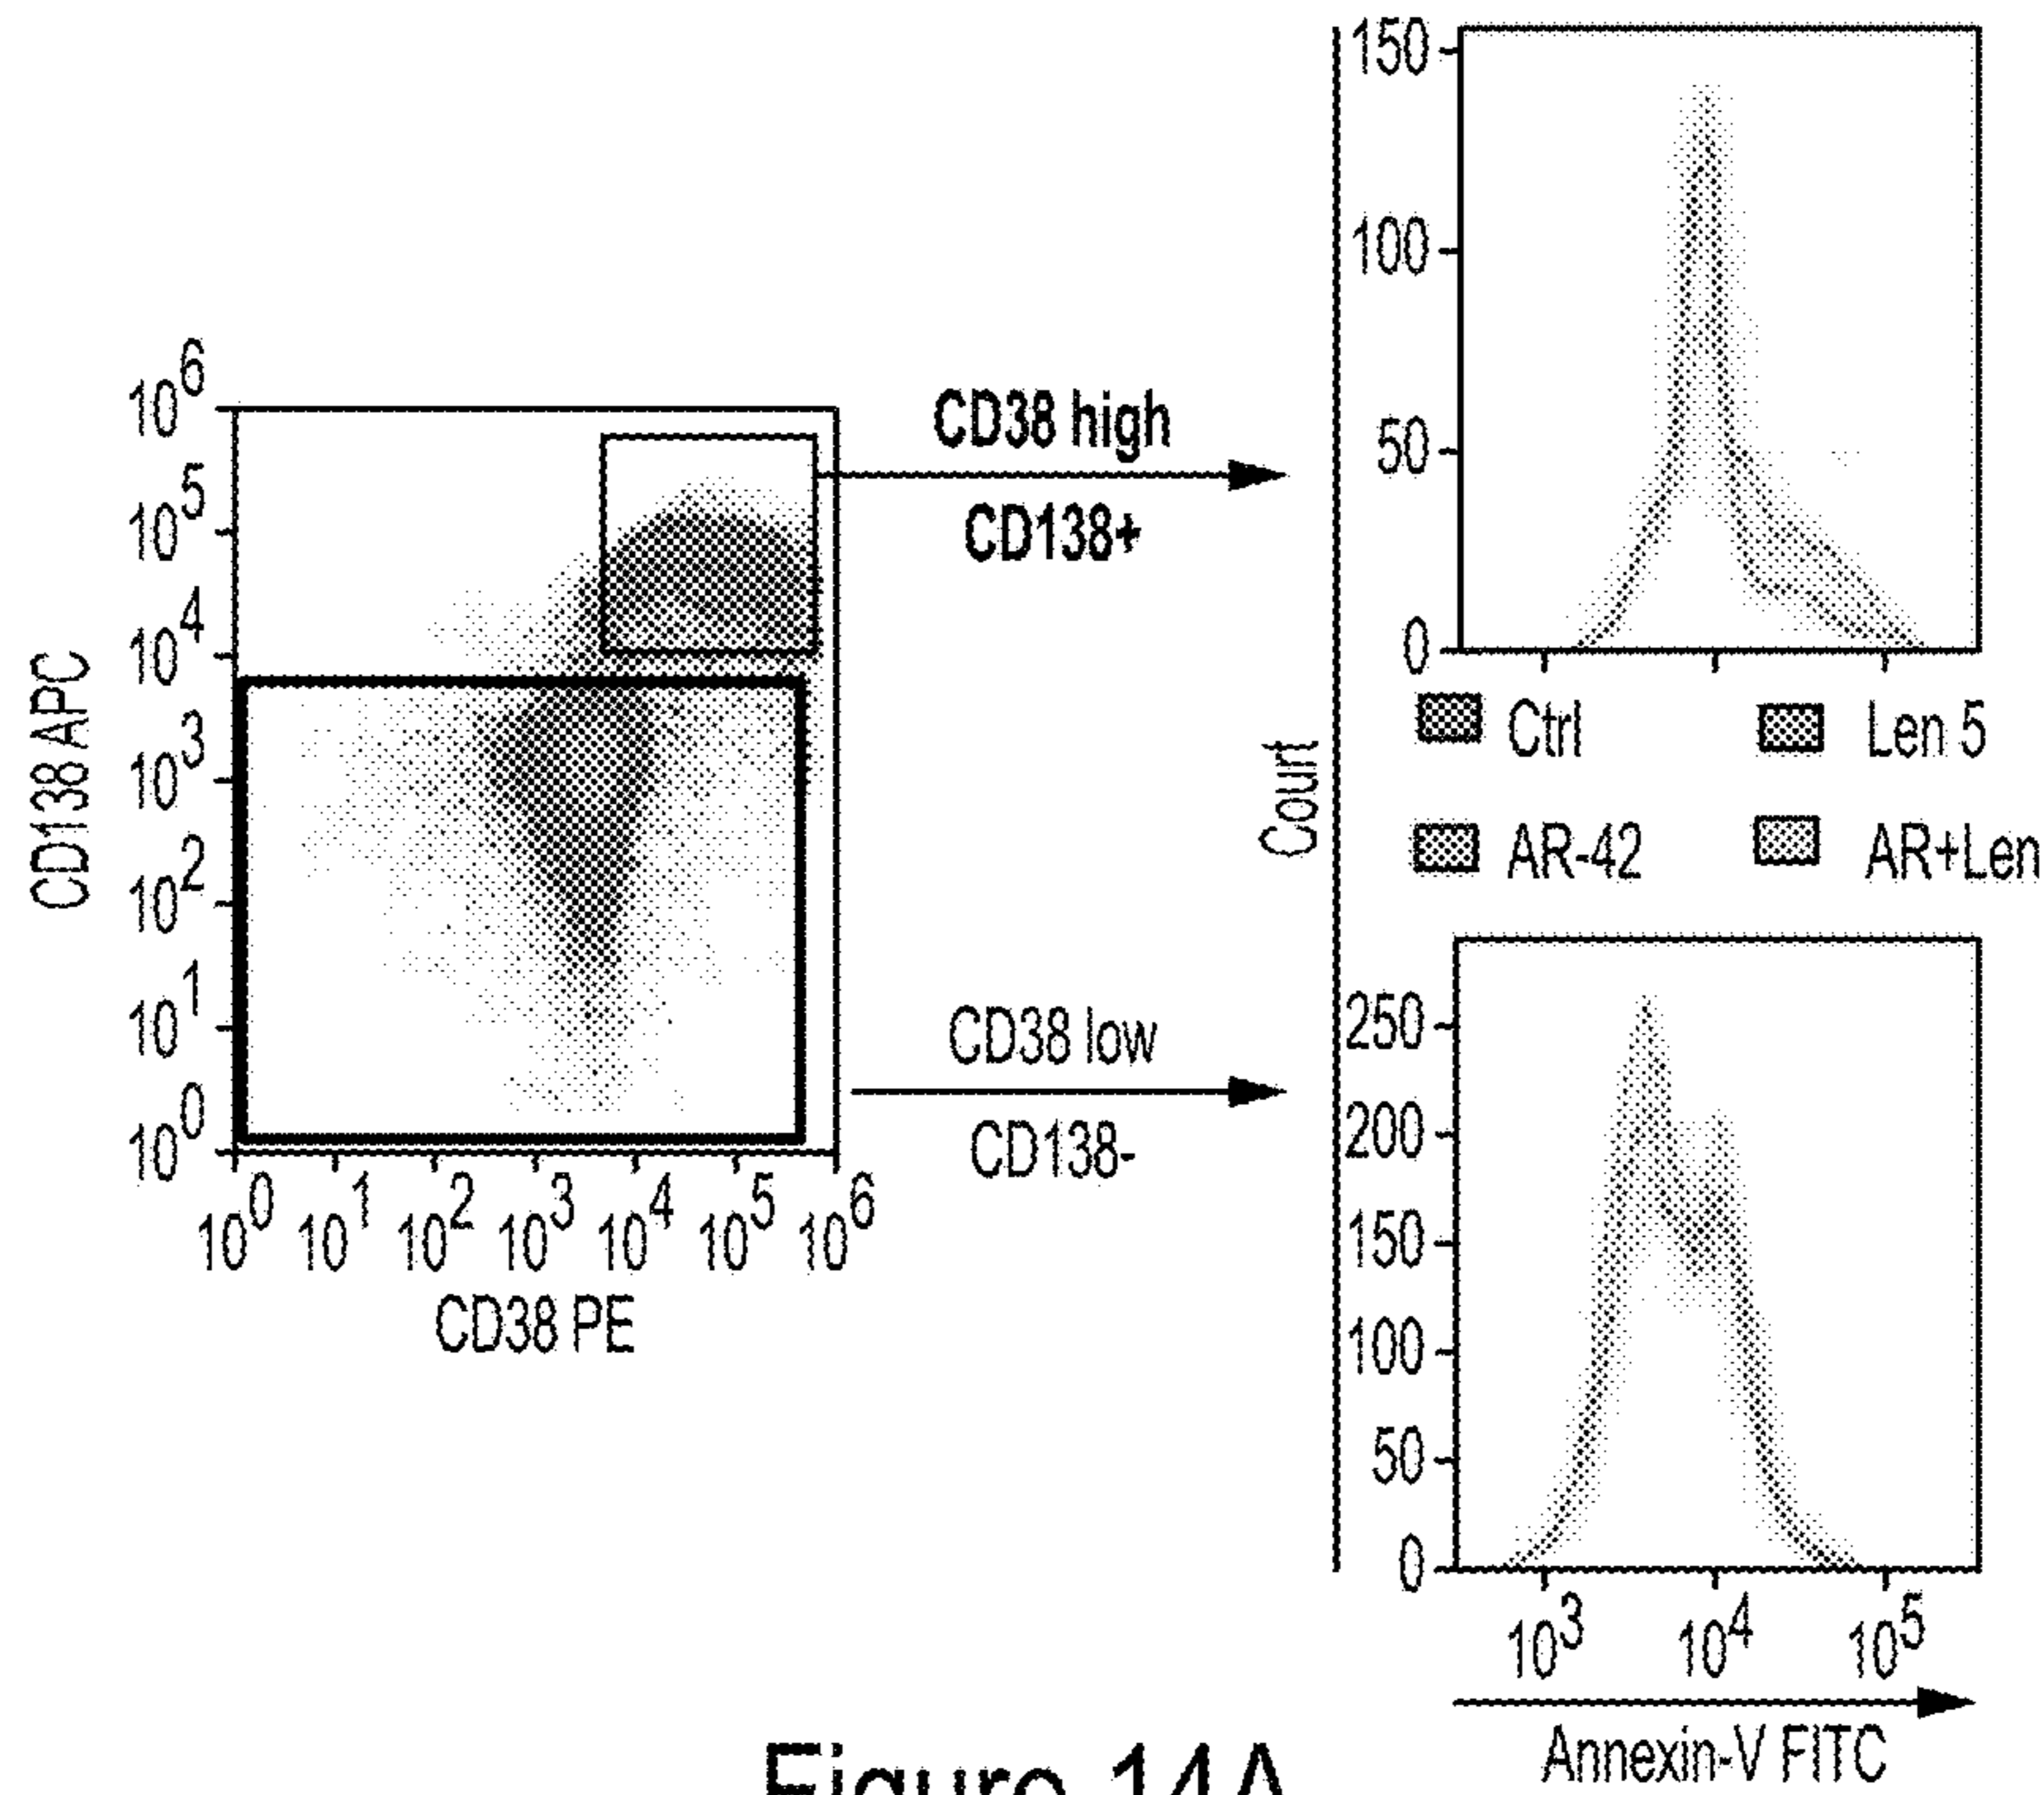 CD138 APC
10^6
10^5
10^4
10^3
10^2
10^1
10^0
10^0 10^1 10^2 10^3 10^4 10^5 10^6
CD38 PE
CD38 high
CD138+
CD38 low
CD138-
Count
150
100
50
0
Ctrl Len 5
AR-42 AR+Len
250
200
150
100
50
0
10^3 10^4 10^5
Annexin-V FITC
Figure 14A